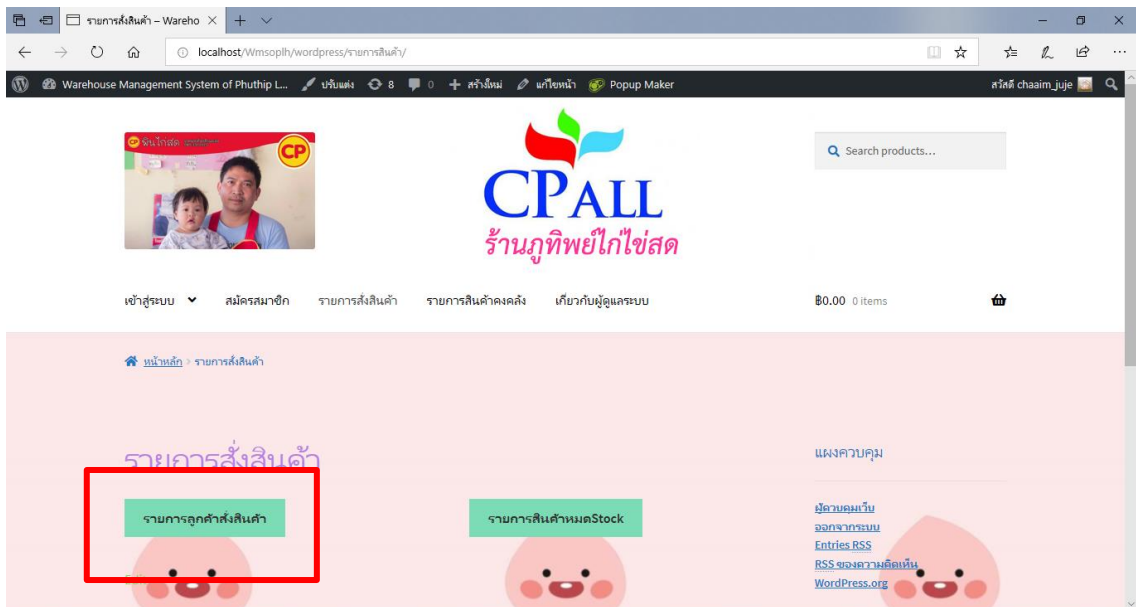 รายการสั่งสินค้า – Wareho
localhost/Wmsoplh/wordpress/รายการสินค้า/
Warehouse Management System of Phuthip L... ปรับแต่ง 8 0 สร้างใหม่ แก้ไขหน้า Popup Maker สวัสดี chaaim_juje
CP
CPALL
ร้านภูทิพย์ไก่ไข่สด
Search products...
เข้าสู่ระบบ สมัครสมาชิก รายการสั่งสินค้า รายการสินค้าคงคลัง เกี่ยวกับผู้ดูแลระบบ ฿0.00 0 items
หน้าหลัก › รายการสั่งสินค้า
รายการสั่งสินค้า
รายการลูกค้าสั่งสินค้า
รายการสินค้าหมดStock
แผงควบคุม
ผู้ควบคุมเว็บ
ออกจากระบบ
Entries RSS
RSS ของความคิดเห็น
WordPress.org